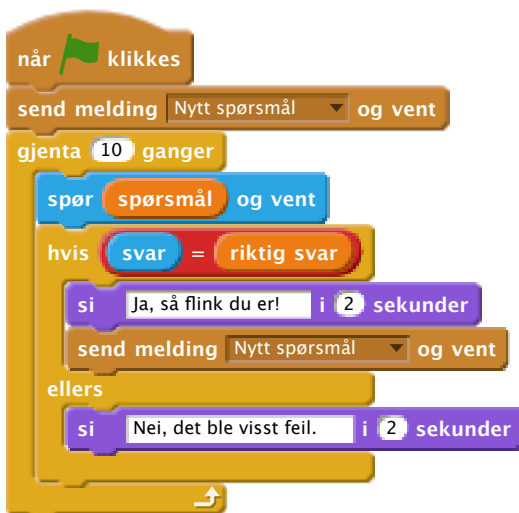 når klikkes
send melding Nytt spørsmål og vent
gjenta 10 ganger
spør spørsmål og vent
hvis svar = riktig svar
si Ja, så flink du er! i 2 sekunder
send melding Nytt spørsmål og vent
ellers
si Nei, det ble visst feil. i 2 sekunder